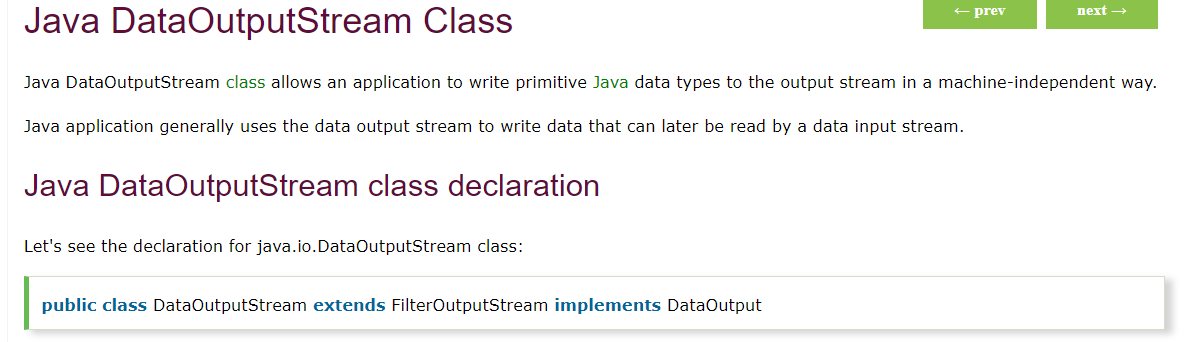 Java DataOutputStream Class
← prev
next →
Java DataOutputStream class allows an application to write primitive Java data types to the output stream in a machine-independent way.
Java application generally uses the data output stream to write data that can later be read by a data input stream.
Java DataOutputStream class declaration
Let's see the declaration for java.io.DataOutputStream class:
public class DataOutputStream extends FilterOutputStream implements DataOutput